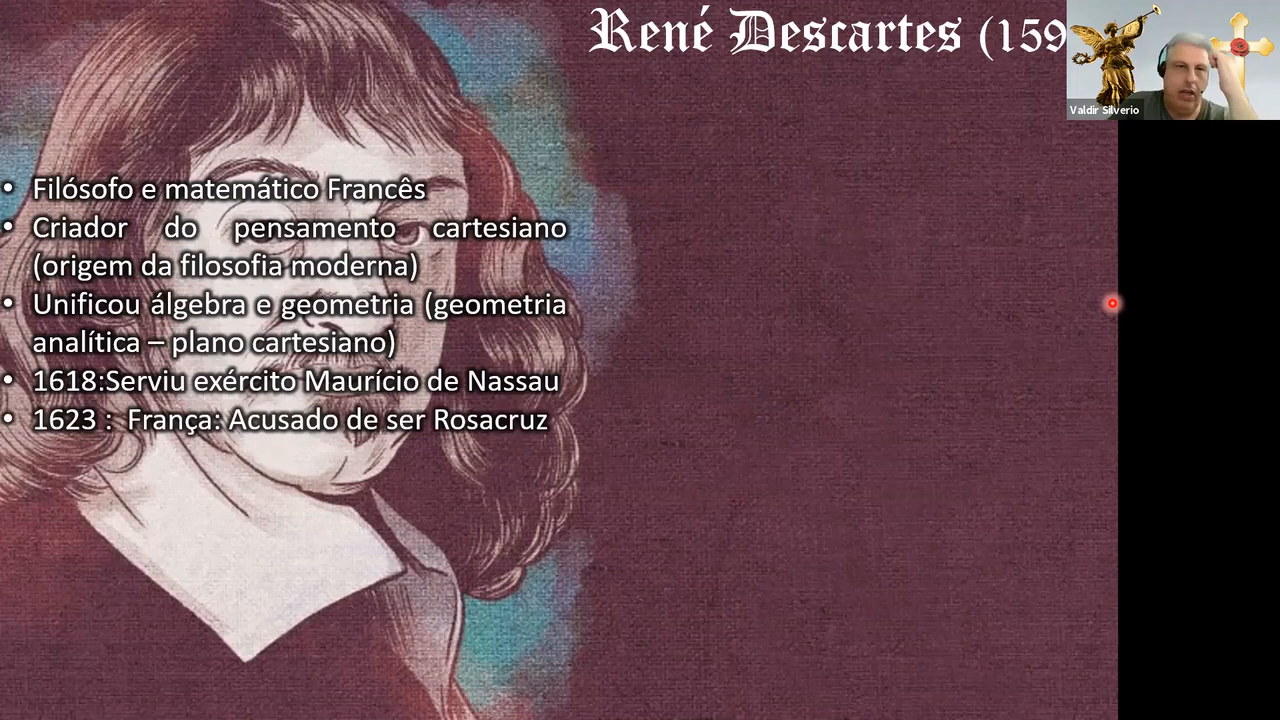 René Descartes (159
Valdir Silverio
• Filósofo e matemático Francês
• Criador do pensamento cartesiano
(origem da filosofia moderna)
• Unificou álgebra e geometria (geometria
analítica – plano cartesiano)
• 1618:Serviu exército Maurício de Nassau
• 1623 : França: Acusado de ser Rosacruz